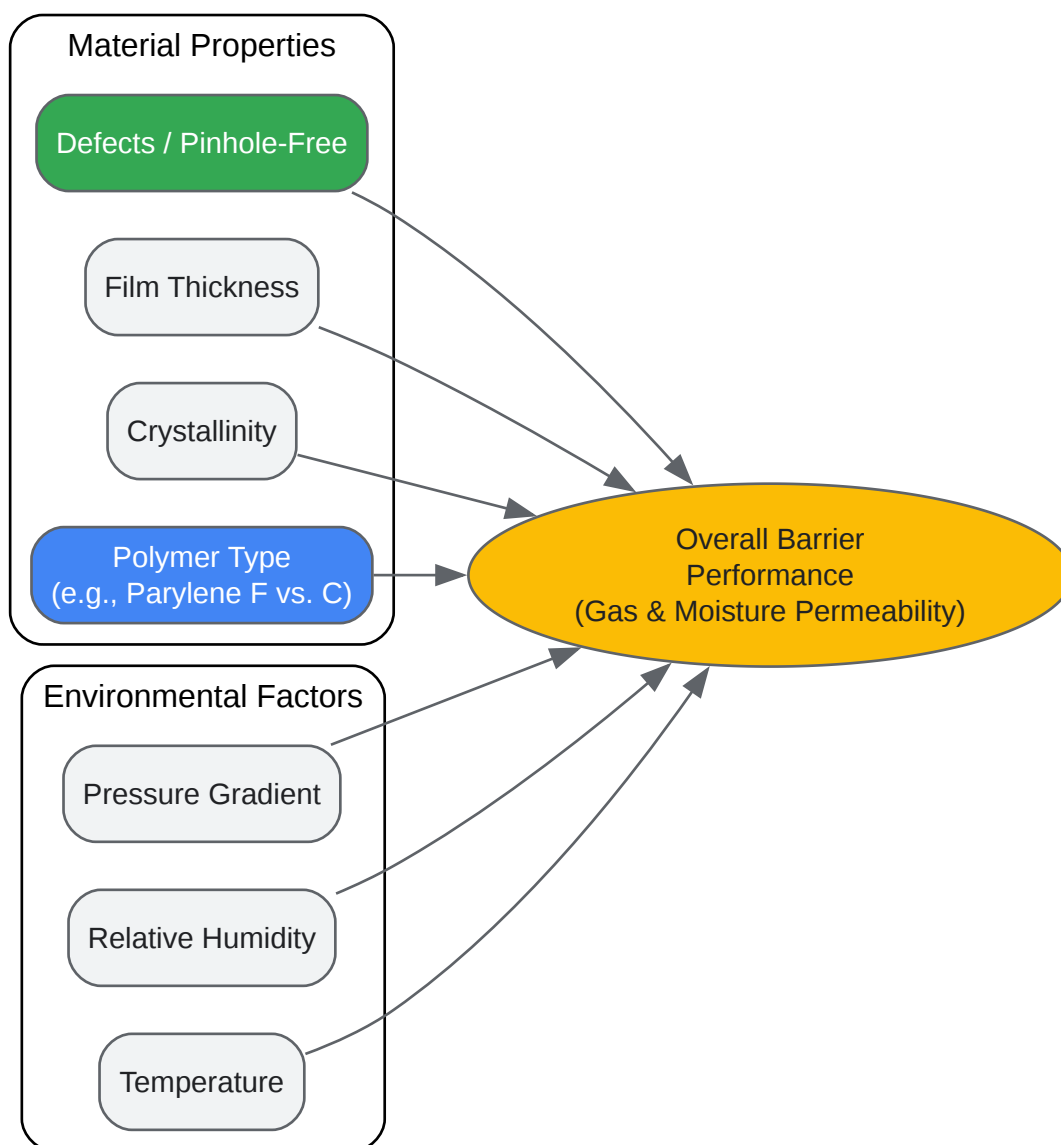 Material Properties
Defects / Pinhole-Free
Film Thickness
Crystallinity
Polymer Type
(e.g., Parylene F vs. C)
Overall Barrier
Performance
(Gas & Moisture Permeability)
Environmental Factors
Pressure Gradient
Relative Humidity
Temperature